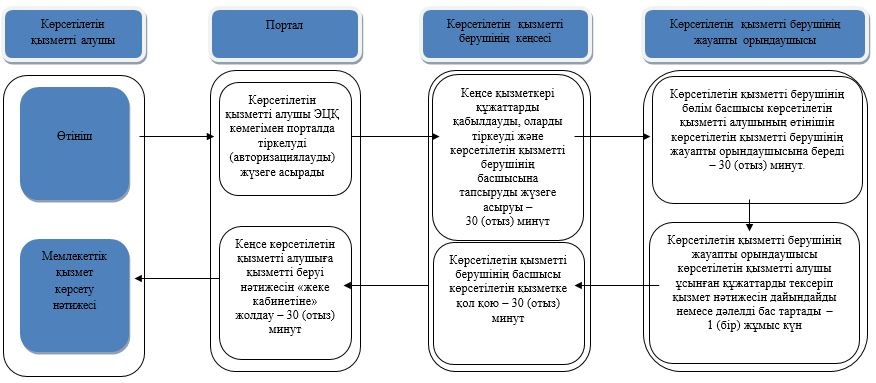 Көрсетілетін
қызметті алушы
Портал
Көрсетілетін қызметті
берушінің кеңсесі
Көрсетілетін қызметті берушінің
жауапты орындаушысы
Өтініш
Көрсетілетін
қызметті алушы ЭЦҚ
көмегімен порталда
тіркелуді
(авторизациялауды)
жүзеге асырады
Кеңсе қызметкері
құжаттарды
қабылдауды, оларды
тіркеуді және
көрсетілетін қызметті
берушінің
басшысына
тапсыруды жүзеге
асыруы –
30 (отыз) минут
Көрсетілетін қызметті берушінің
бөлім басшысы көрсетілетін
қызметті алушының өтінішін
көрсетілетін қызметті берушінің
жауапты орындаушысына береді
– 30 (отыз) минут.
Мемлекеттік
қызмет
көрсету
нәтижесі
Кеңсе көрсетілетін
қызметті алушыға
қызметті беруі
нәтижесін «жеке
кабинетіне»
жолдау – 30 (отыз)
минут
Көрсетілетін қызметті
берушінің басшысы
көрсетілетін қызметке
қол қою – 30 (отыз)
минут
Көрсетілетін қызметті берушінің
жауапты орындаушысы
көрсетілетін қызметті алушы
ұсынған құжаттарды тексеріп
қызмет нәтижесін дайындайды
немесе дәлелді бас тартады –
1 (бір) жұмыс күн